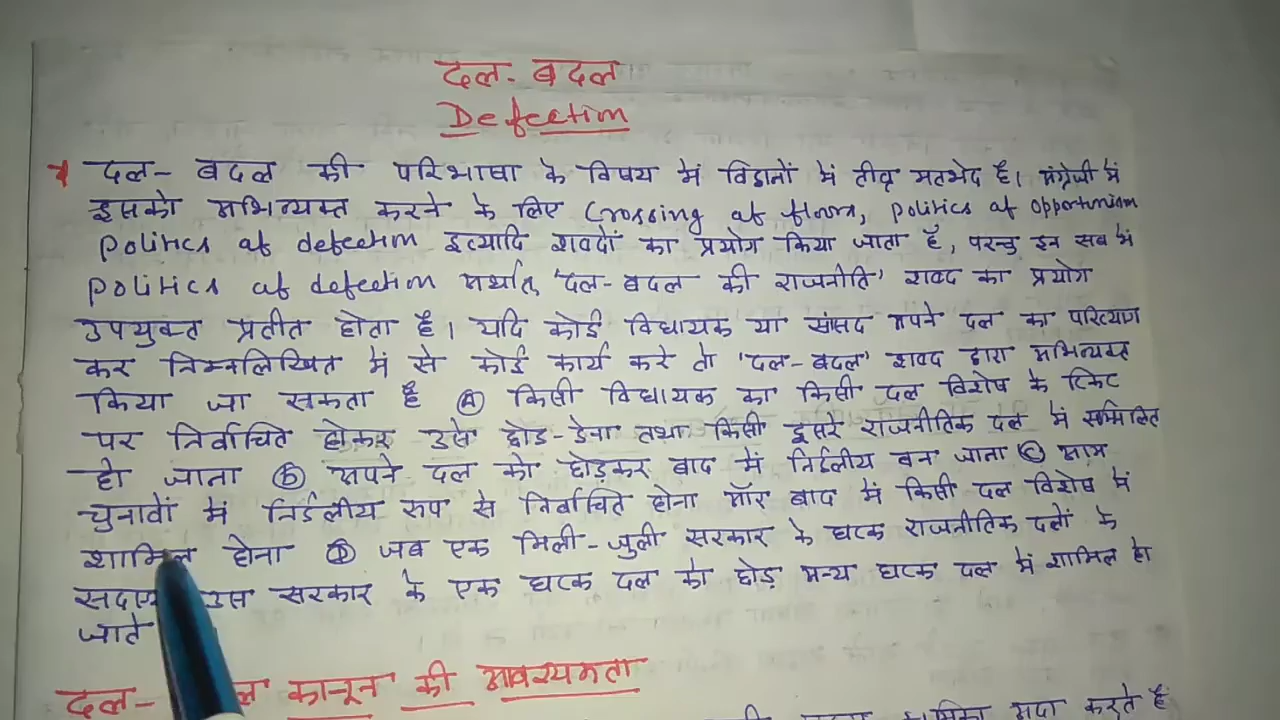 दल-बदल
Defection
दल-बदल की परिभाषा के विषय में विद्वानों में तीव्र मतभेद है। अंग्रेजी में
इसको अभिव्यक्त करने के लिए Crossing of floors, politics of opportunism
politics of defection इत्यादि शब्दों का प्रयोग किया जाता है, परन्तु इन सब में
politics of defection अर्थात् 'दल-बदल की राजनीति' शब्द का प्रयोग
उपयुक्त प्रतीत होता है। यदि कोई विधायक या सांसद अपने दल का परित्याग
कर निम्नलिखित में से कोई कार्य करे तो 'दल-बदल' शब्द द्वारा अभिव्यक्त
किया जा सकता है Ⓐ किसी विधायक का किसी दल विशेष के टिकट
पर निर्वाचित होकर उसे छोड-देना तथा किसी दूसरे राजनीतिक दल में सम्मिलित
हो जाना Ⓑ अपने दल को छोड़कर बाद में निर्दलीय बन जाना Ⓒ आम
चुनावों में निर्दलीय रूप से निर्वाचित होना और बाद में किसी दल विशेष में
शामिल होना Ⓓ जब एक मिली-जुली सरकार के घटक राजनीतिक दलों के
उस सरकार के एक घटक दल को छोड़ अन्य घटक दल में शामिल हो
जाते
दल- कानून की आवश्यकता
अदा करते हैं